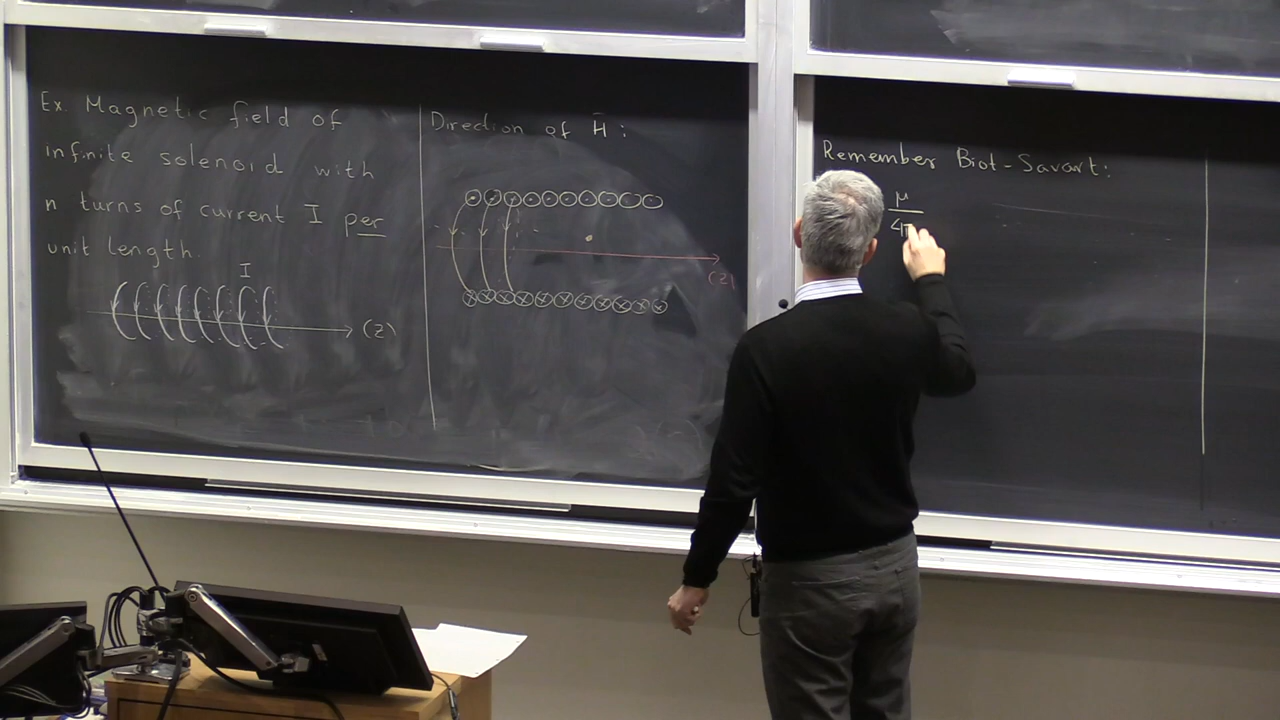 Ex. Magnetic field of
infinite solenoid with
n turns of current I per
unit length.
I
(z)
Direction of H̄ :
(z)
Remember Biot-Savart:
μ
4π